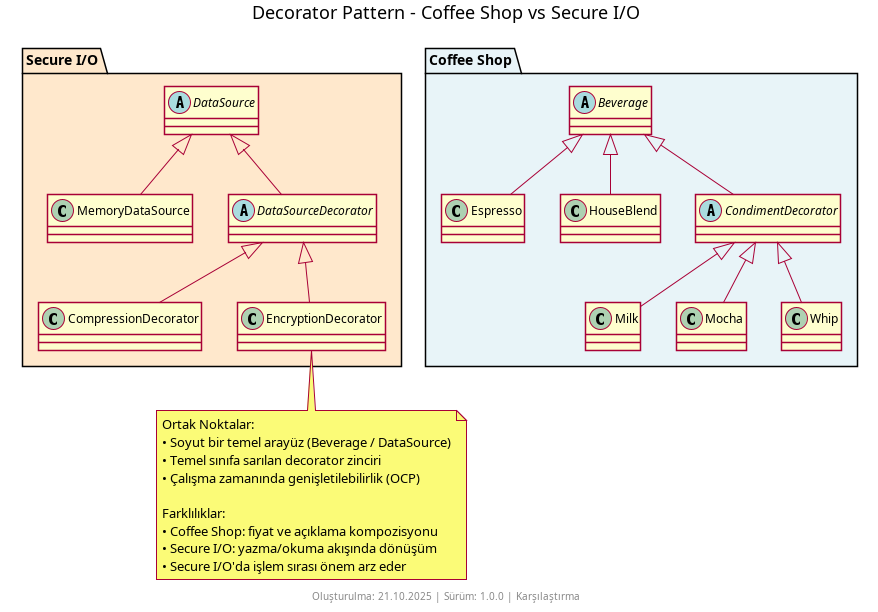 Decorator Pattern - Coffee Shop vs Secure I/O
Secure I/O
A DataSource
C MemoryDataSource
A DataSourceDecorator
C CompressionDecorator
C EncryptionDecorator
Coffee Shop
A Beverage
C Espresso
C HouseBlend
A CondimentDecorator
C Milk
C Mocha
C Whip
Ortak Noktalar:
• Soyut bir temel arayüz (Beverage / DataSource)
• Temel sınıfa sarılan decorator zinciri
• Çalışma zamanında genişletilebilirlik (OCP)
Farklılıklar:
• Coffee Shop: fiyat ve açıklama kompozisyonu
• Secure I/O: yazma/okuma akışında dönüşüm
• Secure I/O'da işlem sırası önem arz eder
Oluşturulma: 21.10.2025 | Sürüm: 1.0.0 | Karşılaştırma